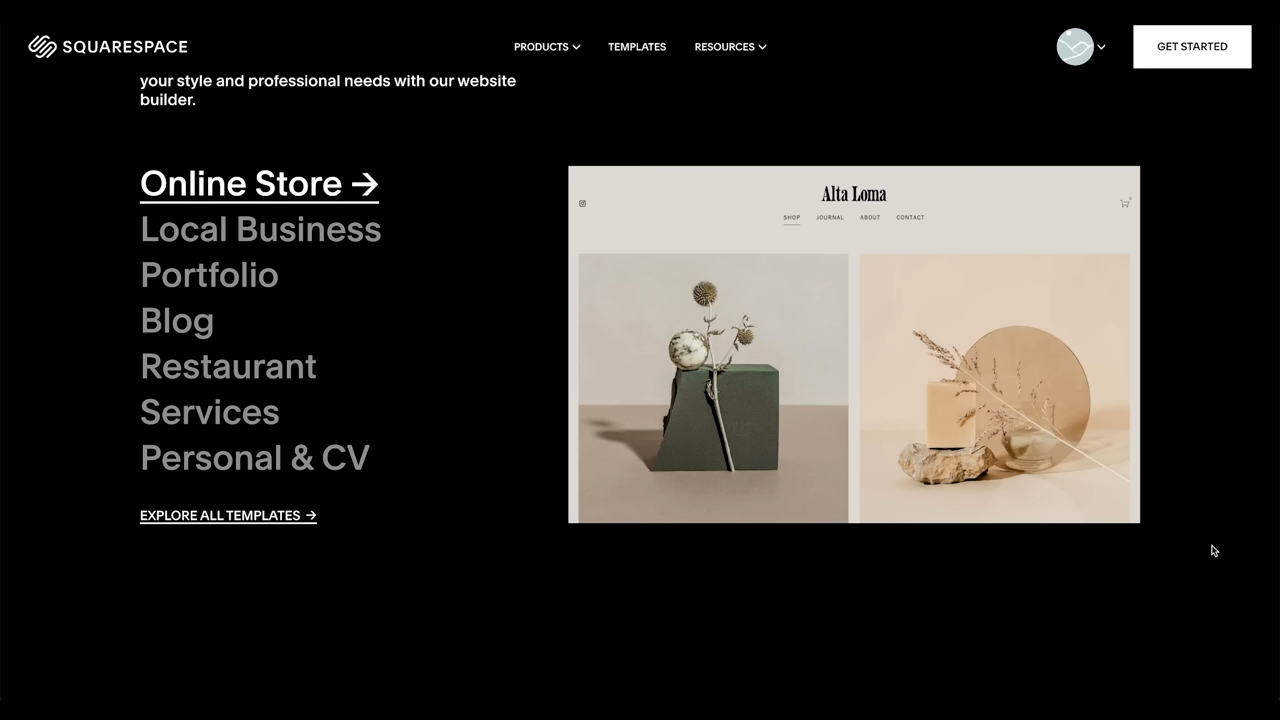 SQUARESPACE
PRODUCTS
TEMPLATES
RESOURCES
GET STARTED
your style and professional needs with our website
builder.
Online Store →
Local Business
Portfolio
Blog
Restaurant
Services
Personal & CV
EXPLORE ALL TEMPLATES →
Alta Loma
SHOP JOURNAL ABOUT CONTACT